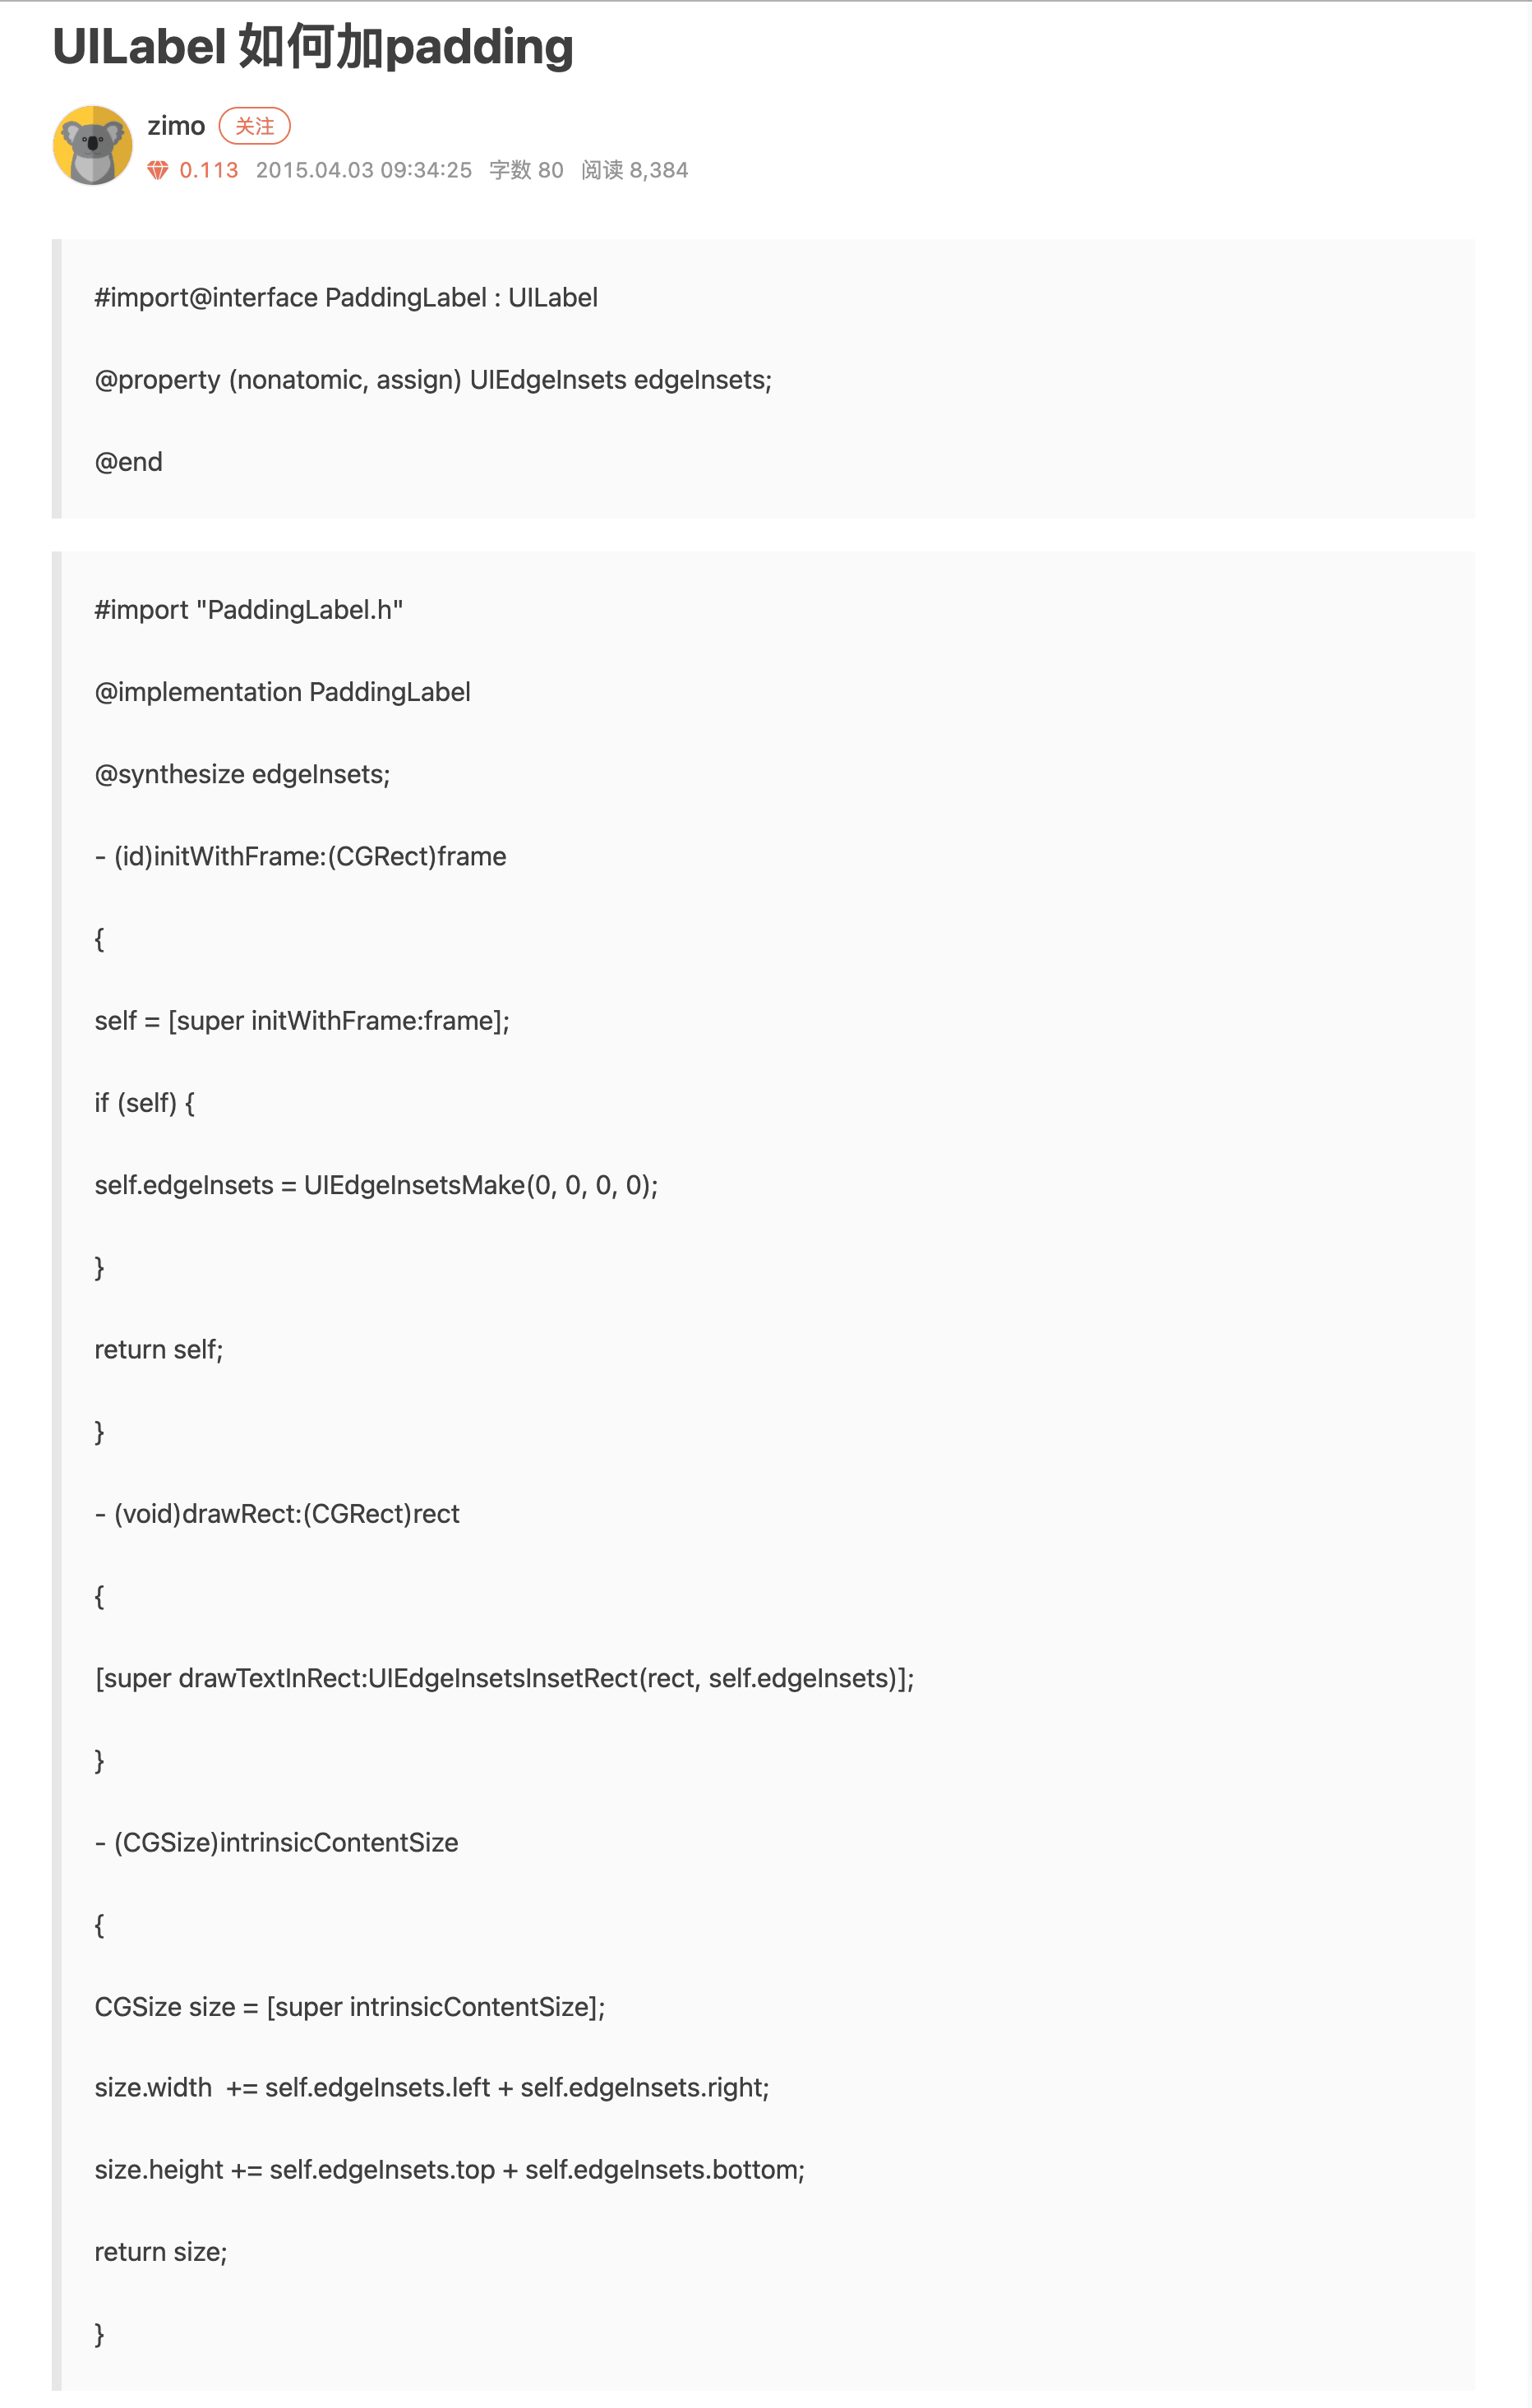 UILabel 如何加padding
zimo 关注
0.113 2015.04.03 09:34:25 字数 80 阅读 8,384
#import@interface PaddingLabel : UILabel
@property (nonatomic, assign) UIEdgeInsets edgeInsets;
@end
#import "PaddingLabel.h"
@implementation PaddingLabel
@synthesize edgeInsets;
- (id)initWithFrame:(CGRect)frame
{
self = [super initWithFrame:frame];
if (self) {
self.edgeInsets = UIEdgeInsetsMake(0, 0, 0, 0);
}
return self;
}
- (void)drawRect:(CGRect)rect
{
[super drawTextInRect:UIEdgeInsetsInsetRect(rect, self.edgeInsets)];
}
- (CGSize)intrinsicContentSize
{
CGSize size = [super intrinsicContentSize];
size.width  += self.edgeInsets.left + self.edgeInsets.right;
size.height += self.edgeInsets.top + self.edgeInsets.bottom;
return size;
}